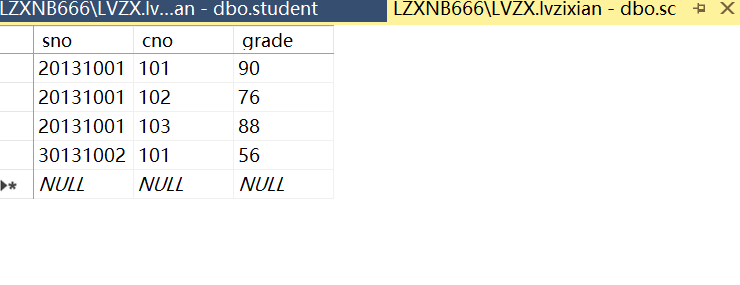 LZXNB666\LVZX.lv...an - dbo.student LZXNB666\LVZX.lvzixian - dbo.sc
sno cno grade
20131001 101 90
20131001 102 76
20131001 103 88
30131002 101 56
NULL NULL NULL